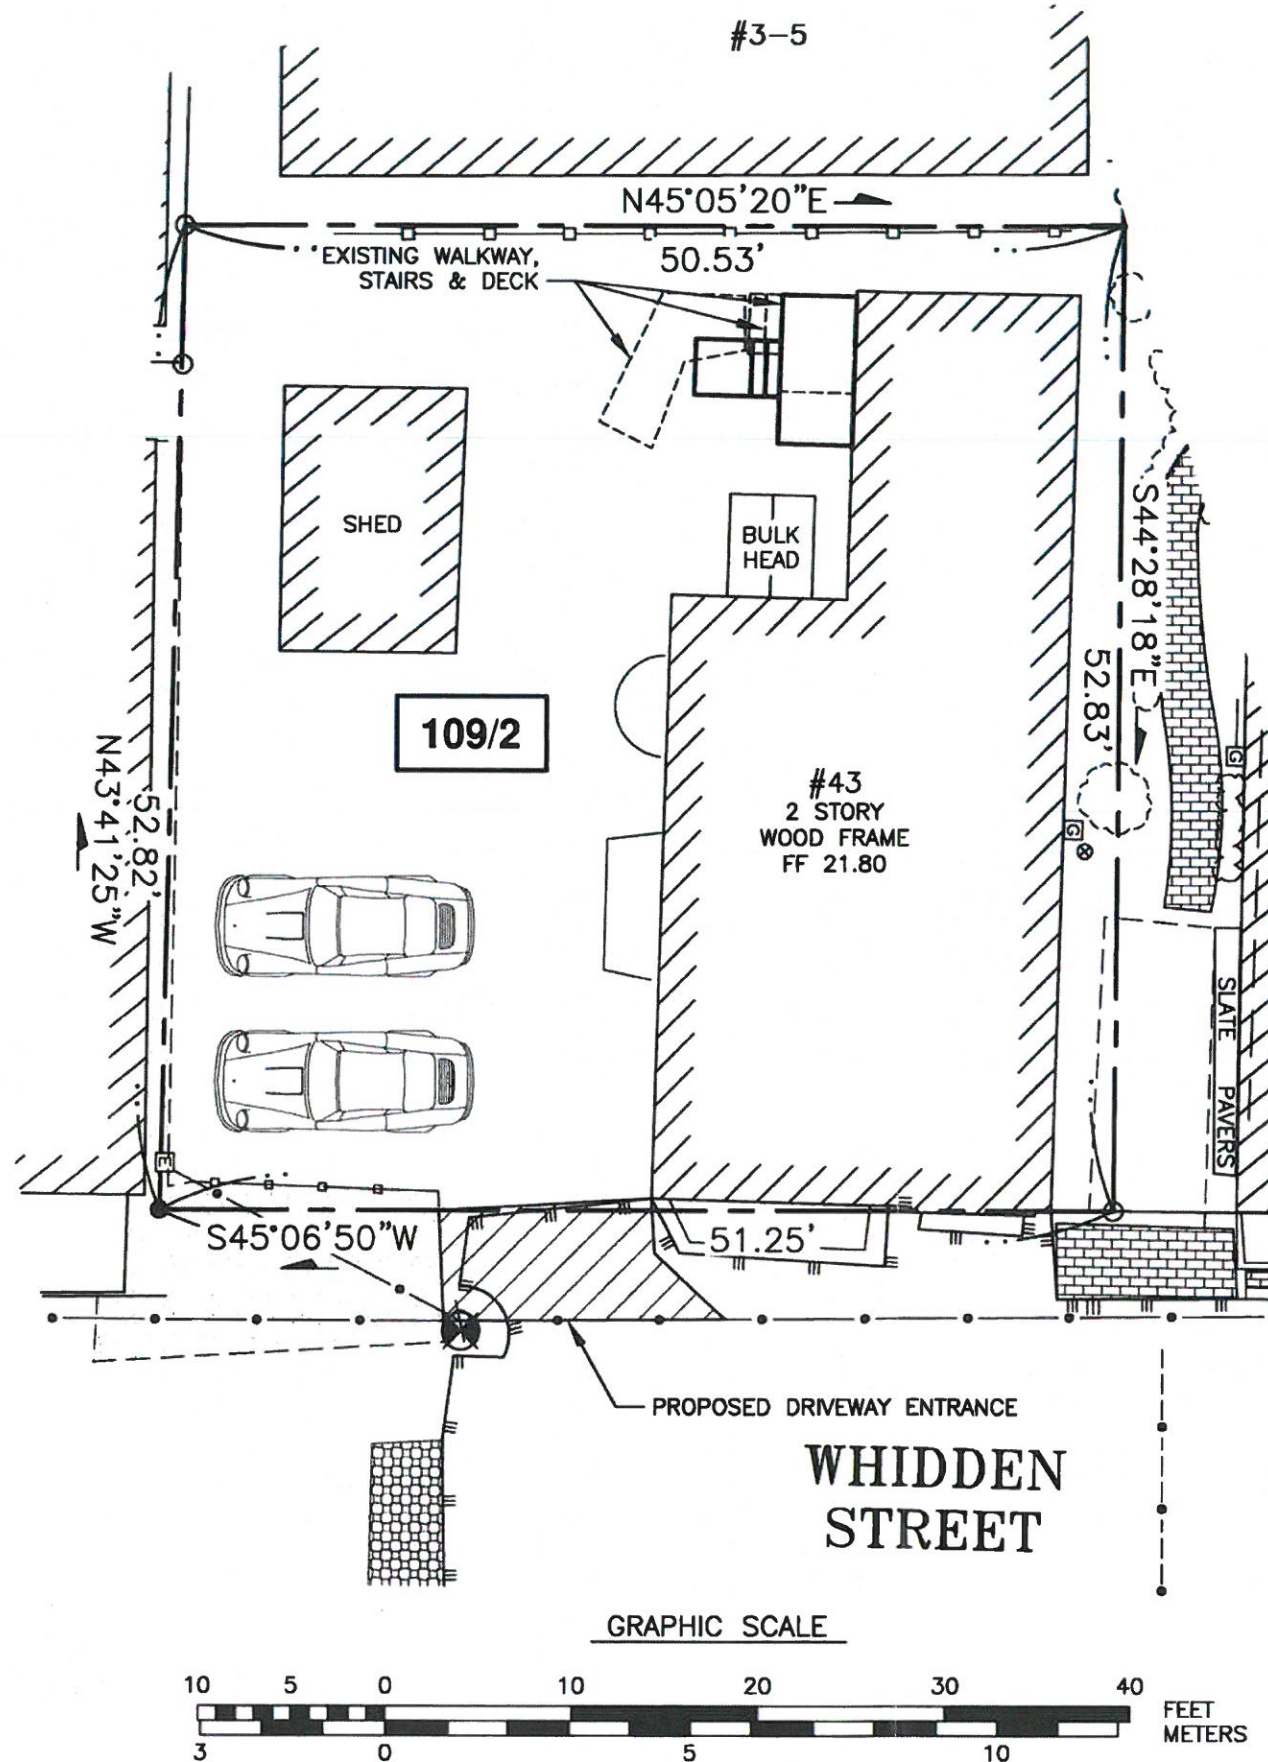 #3-5
N45°05'20"E
50.53'
EXISTING WALKWAY,
STAIRS & DECK
SHED
BULK
HEAD
S44°28'18"E
52.83'
109/2
#43
2 STORY
WOOD FRAME
FF 21.80
G
G
N43°41'25"W
52.82'
SLATE PAVERS
E
S45°06'50"W
51.25'
PROPOSED DRIVEWAY ENTRANCE
WHIDDEN
STREET
GRAPHIC SCALE
10 5 0 10 20 30 40
FEET
METERS
3 0 5 10